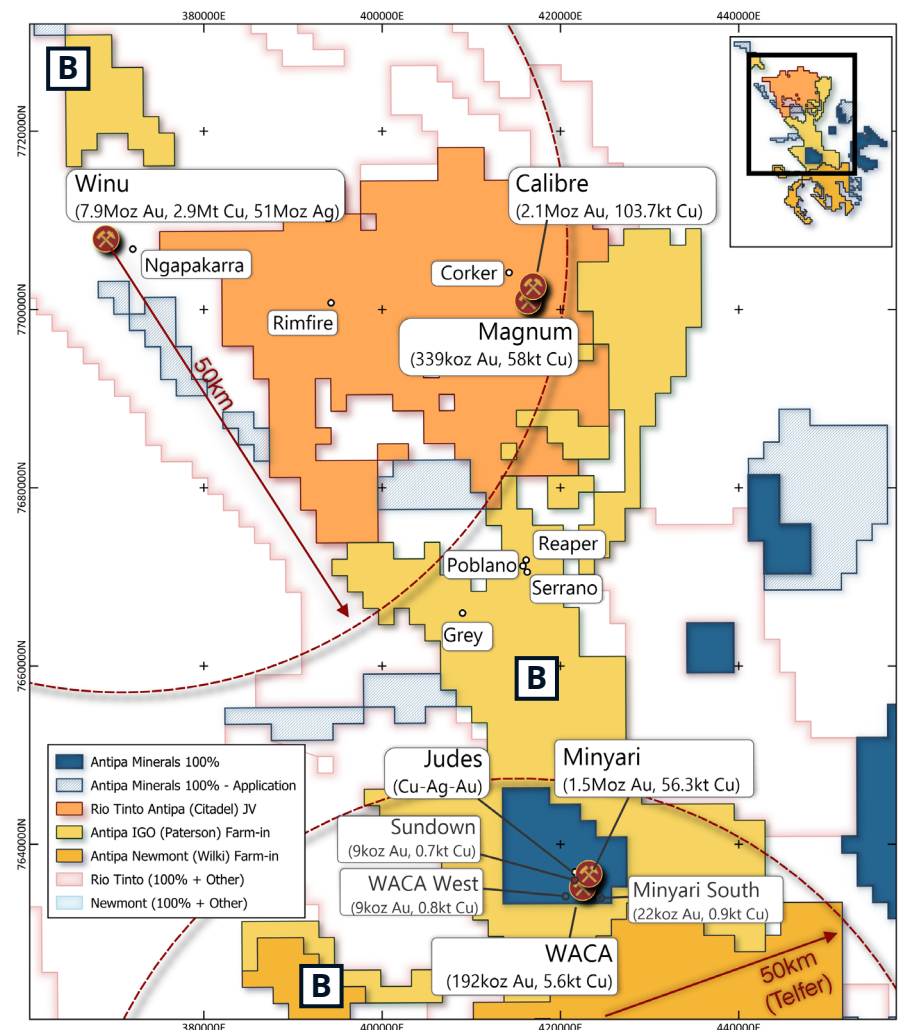 380000E
400000E
420000E
440000E
B
7720000N
Winu
(7.9Moz Au, 2.9Mt Cu, 51Moz Ag)
Calibre
(2.1Moz Au, 103.7kt Cu)
Ngapakarra
Corker
7700000N
Rimfire
Magnum
(339koz Au, 58kt Cu)
50km
7680000N
Reaper
Poblano
Serrano
Grey
7660000N
B
Antipa Minerals 100%
Antipa Minerals 100% - Application
Rio Tinto Antipa (Citadel) JV
Antipa IGO (Paterson) Farm-in
Antipa Newmont (Wilki) Farm-in
Rio Tinto (100% + Other)
Newmont (100% + Other)
Judes
(Cu-Ag-Au)
Minyari
(1.5Moz Au, 56.3kt Cu)
7640000N
Sundown
(9koz Au, 0.7kt Cu)
WACA West
(9koz Au, 0.8kt Cu)
Minyari South
(22koz Au, 0.9kt Cu)
WACA
(192koz Au, 5.6kt Cu)
B
50km
(Telfer)
380000E
400000E
420000E
440000E